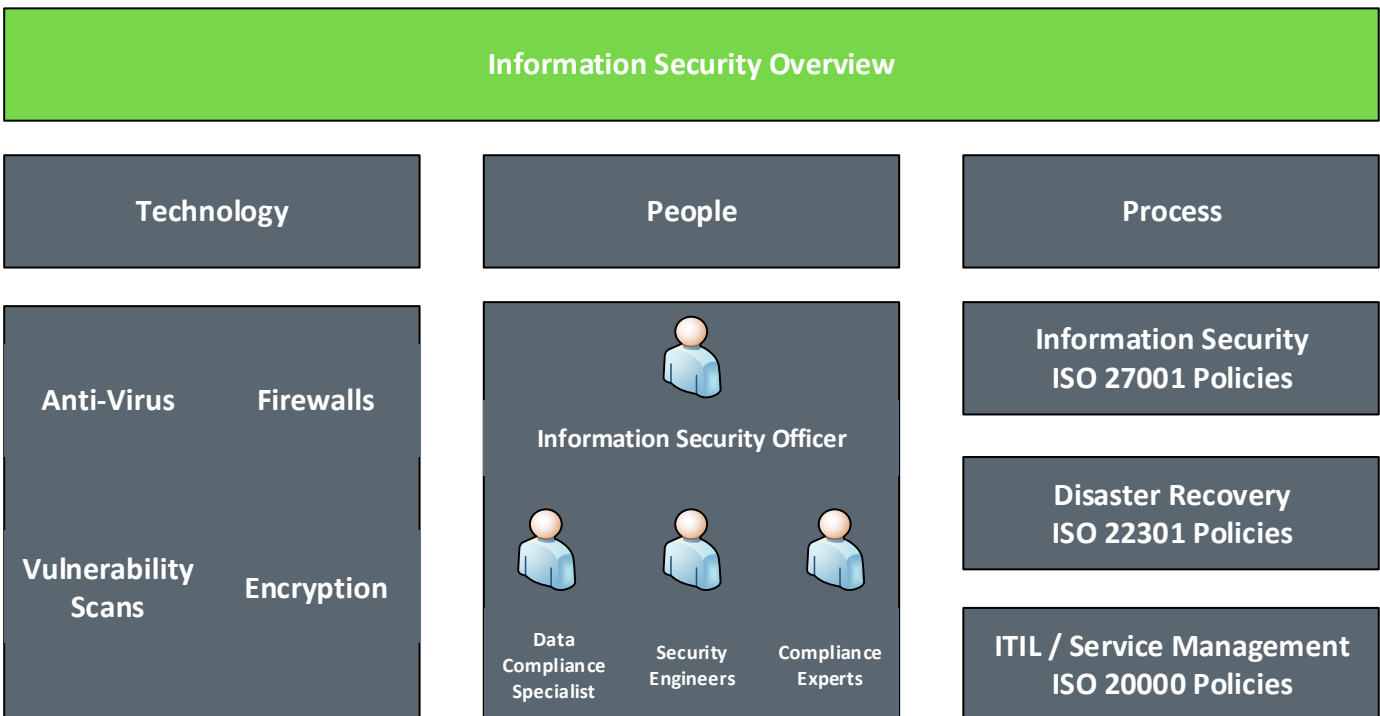 Information Security Overview
Technology
People
Process
Anti-Virus
Firewalls
Vulnerability
Scans
Encryption
Information Security Officer
Data
Compliance
Specialist
Security
Engineers
Compliance
Experts
Information Security
ISO 27001 Policies
Disaster Recovery
ISO 22301 Policies
ITIL / Service Management
ISO 20000 Policies